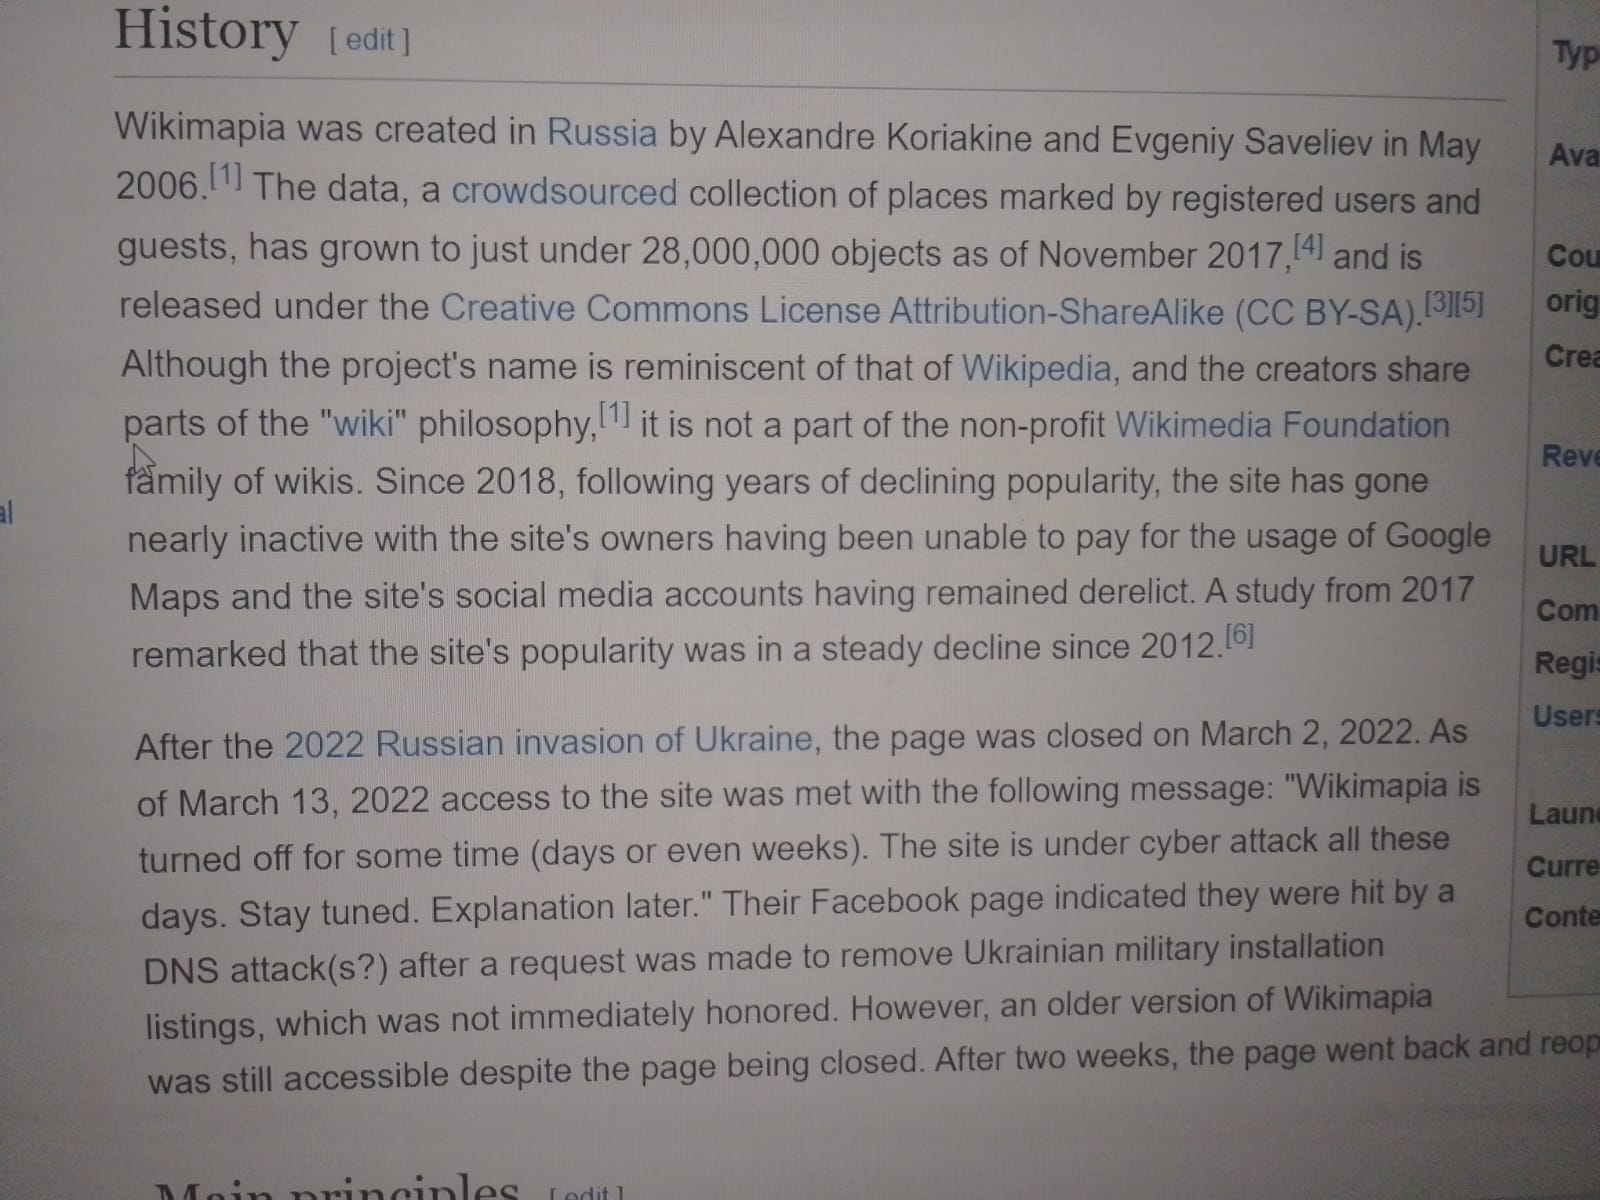 History [ edit ]
Wikimapia was created in Russia by Alexandre Koriakine and Evgeniy Saveliev in May
2006.[1] The data, a crowdsourced collection of places marked by registered users and
guests, has grown to just under 28,000,000 objects as of November 2017,[4] and is
released under the Creative Commons License Attribution-ShareAlike (CC BY-SA).[3][5]
Although the project's name is reminiscent of that of Wikipedia, and the creators share
parts of the "wiki" philosophy,[1] it is not a part of the non-profit Wikimedia Foundation
family of wikis. Since 2018, following years of declining popularity, the site has gone
nearly inactive with the site's owners having been unable to pay for the usage of Google
Maps and the site's social media accounts having remained derelict. A study from 2017
remarked that the site's popularity was in a steady decline since 2012.[6]
After the 2022 Russian invasion of Ukraine, the page was closed on March 2, 2022. As
of March 13, 2022 access to the site was met with the following message: "Wikimapia is
turned off for some time (days or even weeks). The site is under cyber attack all these
days. Stay tuned. Explanation later." Their Facebook page indicated they were hit by a
DNS attack(s?) after a request was made to remove Ukrainian military installation
listings, which was not immediately honored. However, an older version of Wikimapia
was still accessible despite the page being closed. After two weeks, the page went back and reop
Main principles [ edit ]
al
Typ
Ava
Cou
orig
Crea
Reve
URL
Com
Regis
Users
Laun
Curre
Conte